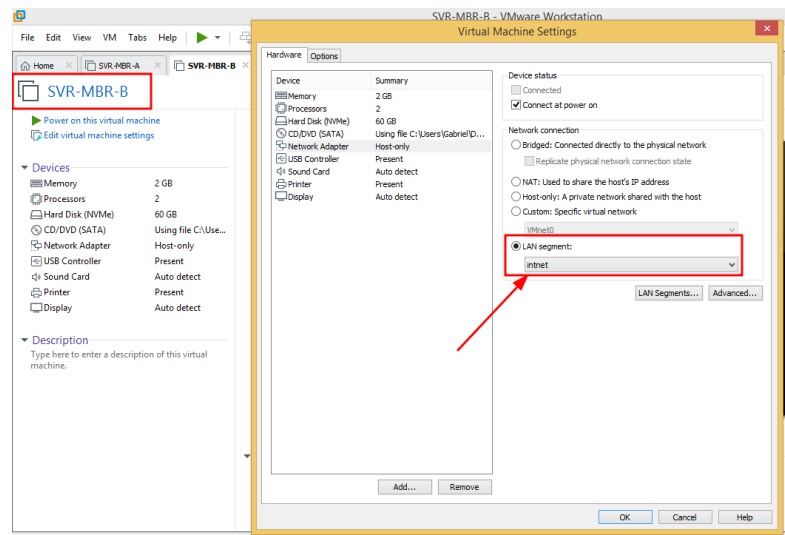 SVR-MBR-B - VMware Workstation
File Edit View VM Tabs Help
Home SVR-MBR-A SVR-MBR-B
SVR-MBR-B
Power on this virtual machine
Edit virtual machine settings
Devices
Memory 2 GB
Processors 2
Hard Disk (NVMe) 60 GB
CD/DVD (SATA) Using file C:\Use...
Network Adapter Host-only
USB Controller Present
Sound Card Auto detect
Printer Present
Display Auto detect
Description
Type here to enter a description of this virtual
machine.
Virtual Machine Settings
Hardware Options
Device Summary
Memory 2 GB
Processors 2
Hard Disk (NVMe) 60 GB
CD/DVD (SATA) Using file C:\Users\Gabriel\D...
Network Adapter Host-only
USB Controller Present
Sound Card Auto detect
Printer Present
Display Auto detect
Add... Remove
Device status
Connected
Connect at power on
Network connection
Bridged: Connected directly to the physical network
Replicate physical network connection state
NAT: Used to share the host's IP address
Host-only: A private network shared with the host
Custom: Specific virtual network
VMnet0
LAN segment:
intnet
LAN Segments... Advanced...
OK Cancel Help